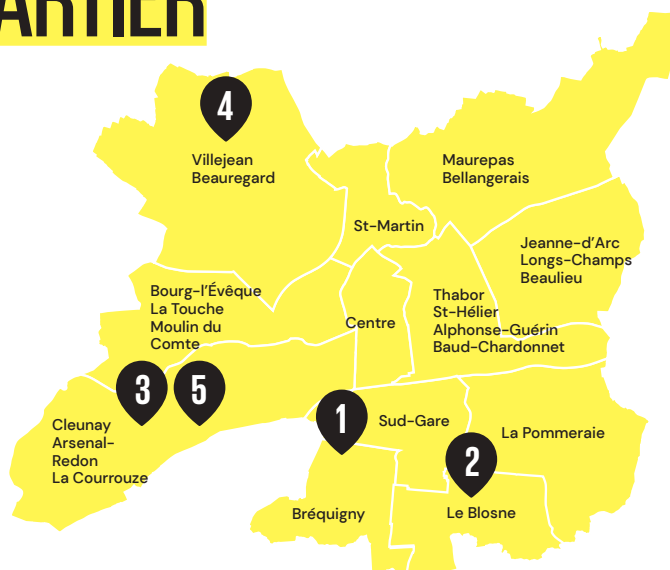 4
Villejean
Beauregard
Maurepas
Bellangerais
St-Martin
Jeanne-d’Arc
Longs-Champs
Beaulieu
Bourg-l’Évêque
La Touche
Moulin du
Comte
Thabor
St-Hélier
Alphonse-Guérin
Baud-Chardonnet
Centre
3
5
1
Cleunay
Arsenal-
Redon
La Courrouze
Sud-Gare
La Pommeraie
2
Bréquigny
Le Blosne